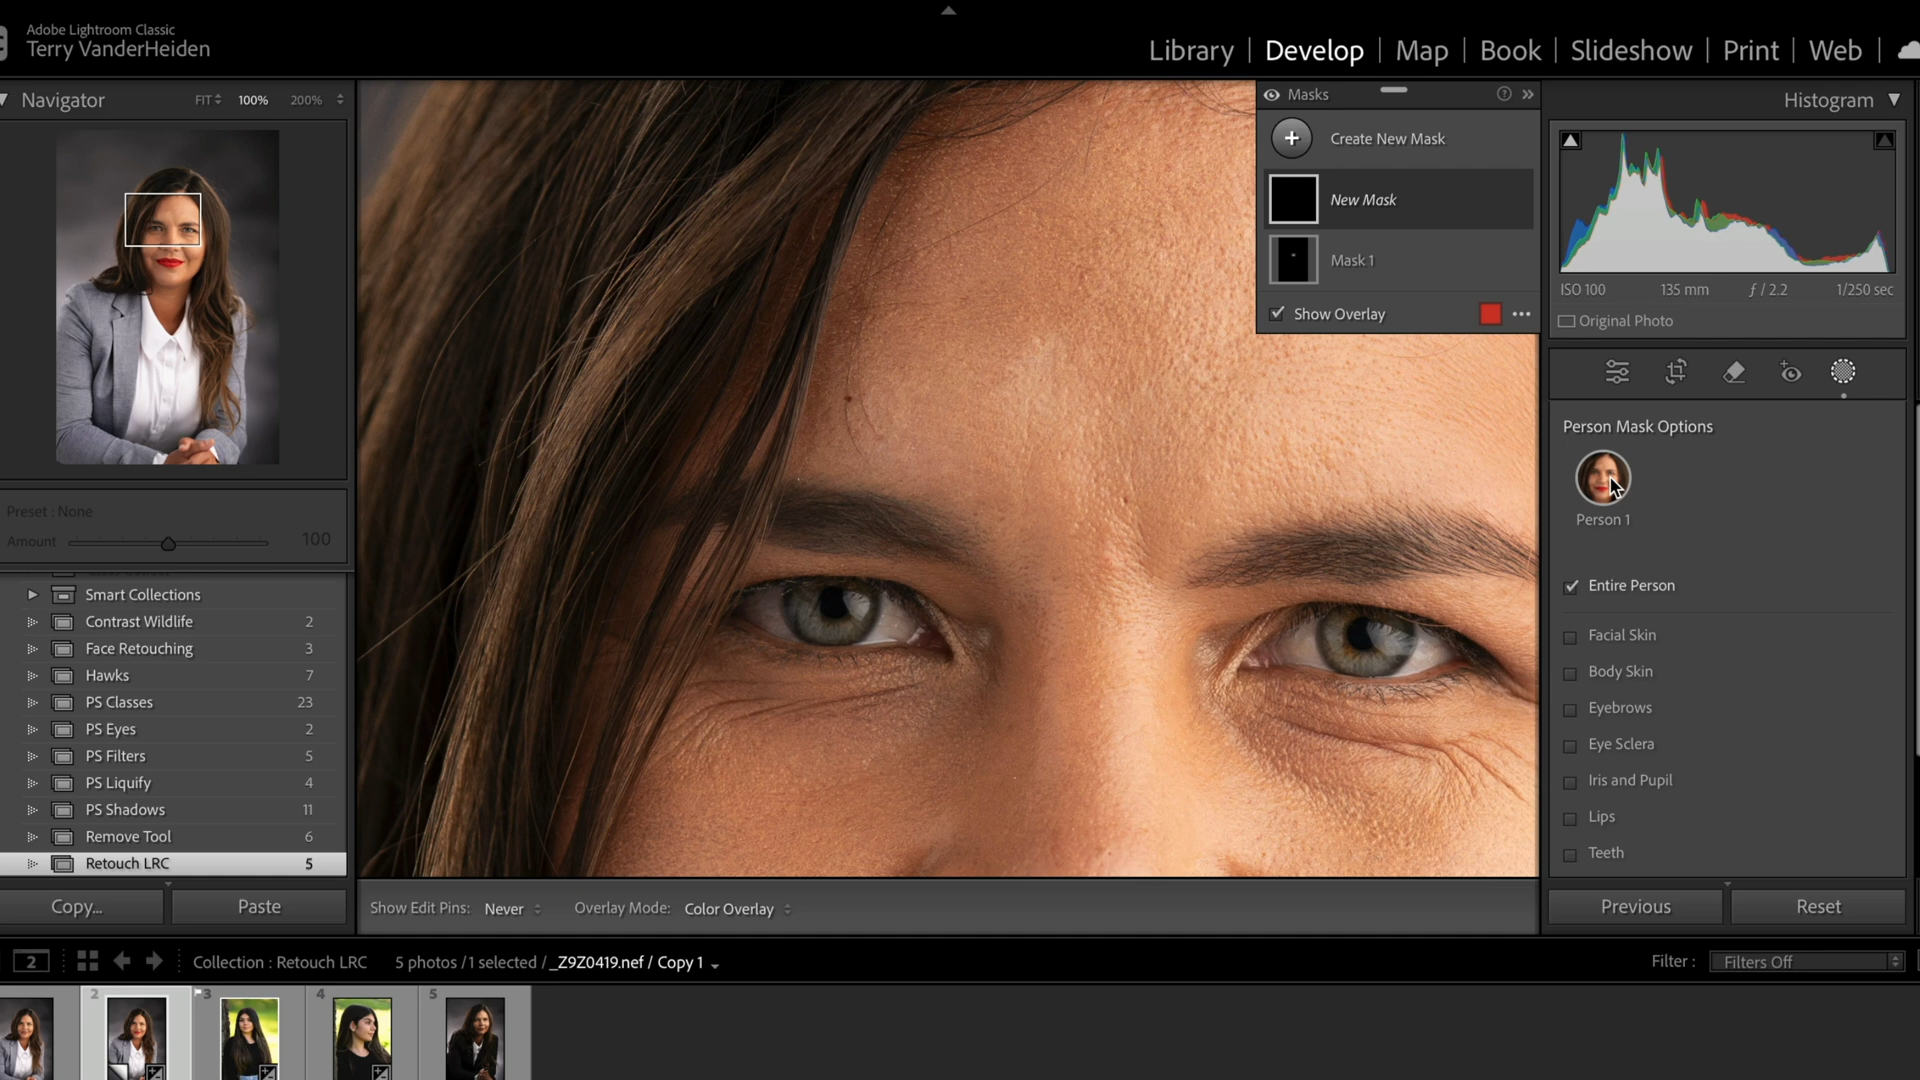 Adobe Lightroom Classic
Terry VanderHeiden
Library | Develop | Map | Book | Slideshow | Print | Web |
Navigator FIT 100% 200%
Preset : None
Amount 100
Smart Collections
Contrast Wildlife 2
Face Retouching 3
Hawks 7
PS Classes 23
PS Eyes 2
PS Filters 5
PS Liquify 4
PS Shadows 11
Remove Tool 6
Retouch LRC 5
Copy... Paste
Masks
Create New Mask
New Mask
Mask 1
Show Overlay
Show Edit Pins: Never Overlay Mode: Color Overlay
Histogram
ISO 100 135 mm ƒ / 2.2 1/250 sec
Original Photo
Person Mask Options
Person 1
Entire Person
Facial Skin
Body Skin
Eyebrows
Eye Sclera
Iris and Pupil
Lips
Teeth
Previous Reset
2 Collection : Retouch LRC 5 photos /1 selected / _Z9Z0419.nef / Copy 1 Filter : Filters Off
2 3 4 5